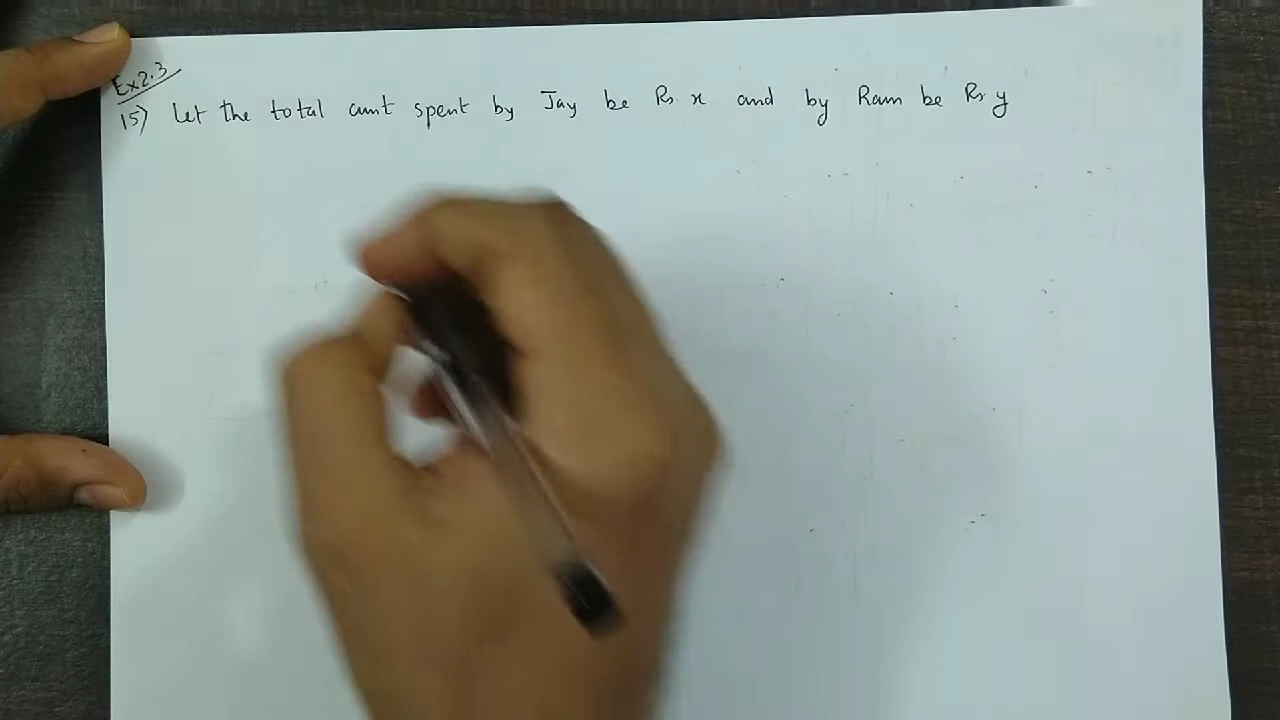 Ex 2.3
15) Let the total amt spent by Jay be Rs x and by Ram be Rs y